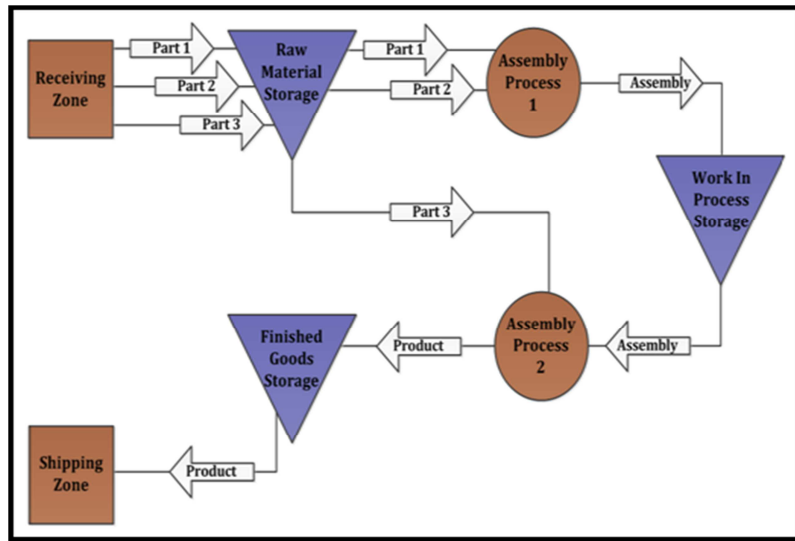 Receiving
Zone
Part 1
Part 2
Part 3
Raw
Material
Storage
Part 1
Part 2
Assembly
Process
1
Assembly
Work In
Process
Storage
Part 3
Assembly
Process
2
Assembly
Product
Finished
Goods
Storage
Product
Shipping
Zone